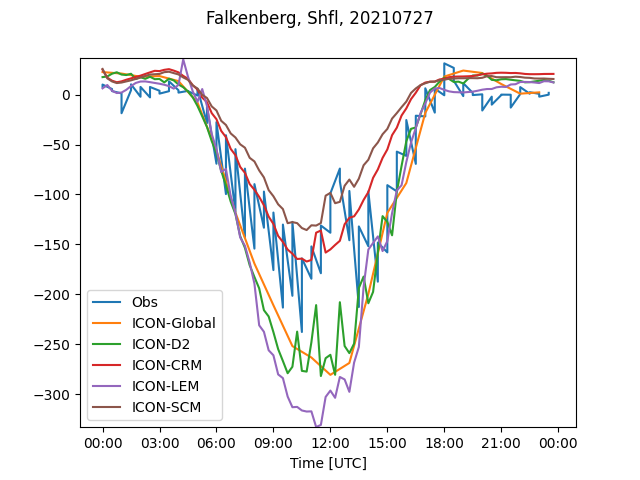 Falkenberg, Shfl, 20210727
0
−50
−100
−150
−200
−250
−300
Obs
ICON-Global
ICON-D2
ICON-CRM
ICON-LEM
ICON-SCM
00:00 03:00 06:00 09:00 12:00 15:00 18:00 21:00 00:00
Time [UTC]